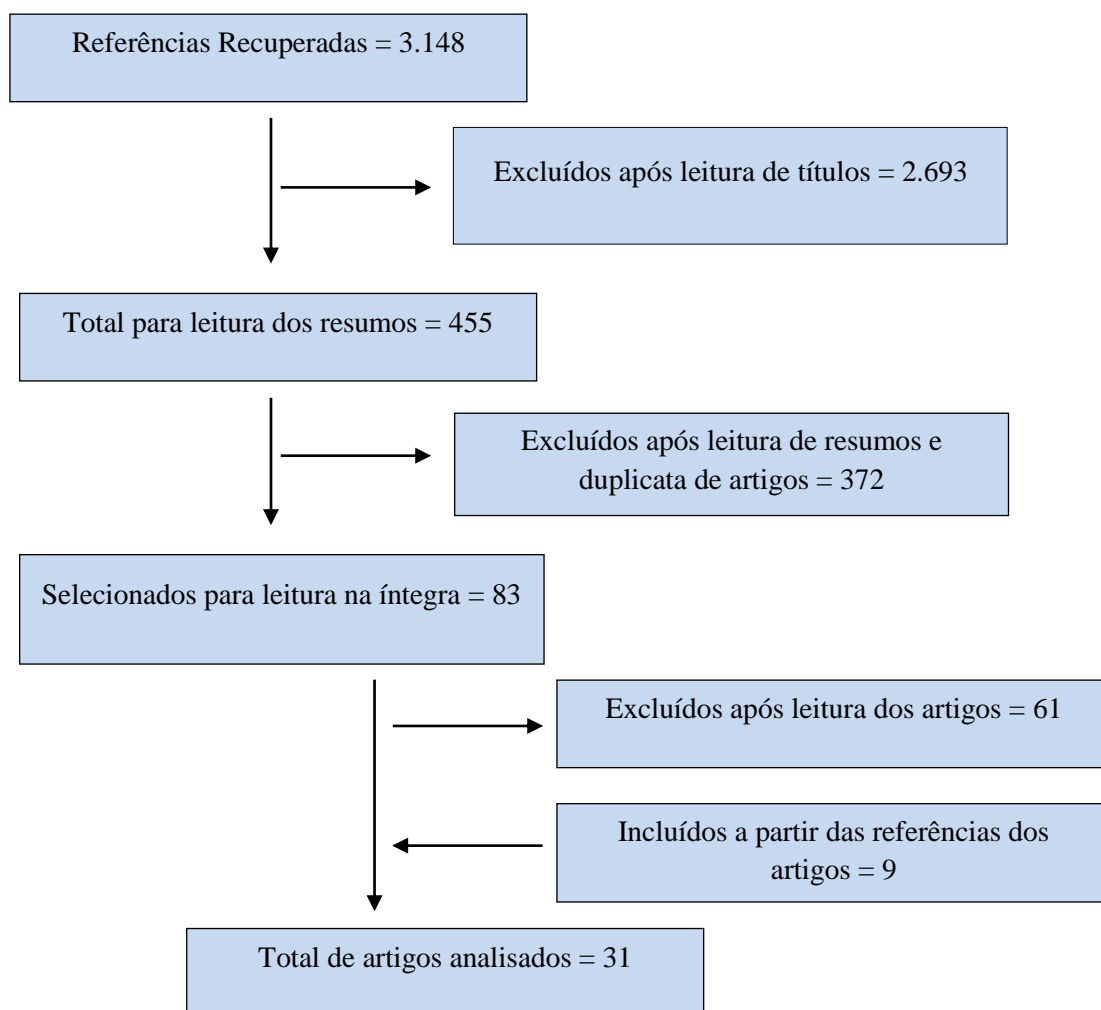 Referências Recuperadas = 3.148
Excluídos após leitura de títulos = 2.693
Total para leitura dos resumos = 455
Excluídos após leitura de resumos e
duplicata de artigos = 372
Selecionados para leitura na íntegra = 83
Excluídos após leitura dos artigos = 61
Incluídos a partir das referências dos
artigos = 9
Total de artigos analisados = 31